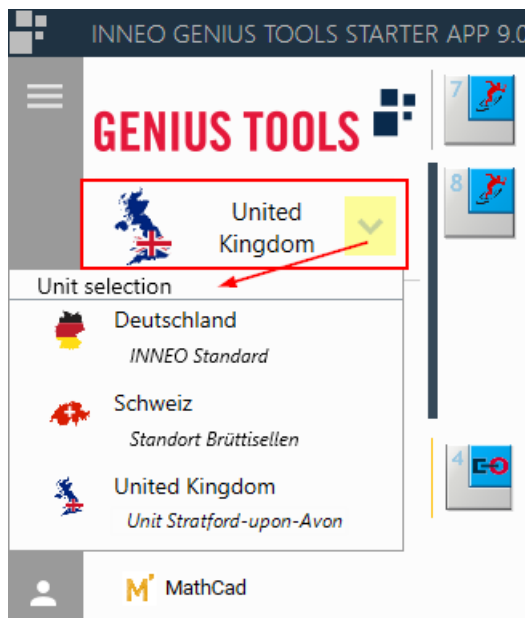 INNEO GENIUS TOOLS STARTER APP 9.0
GENIUS TOOLS
7
8
United
Kingdom
Unit selection
Deutschland
INNEO Standard
Schweiz
Standort Brüttisellen
United Kingdom
Unit Stratford-upon-Avon
4
MathCad